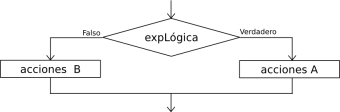 Falso
Verdadero
expLógica
acciones B
acciones A